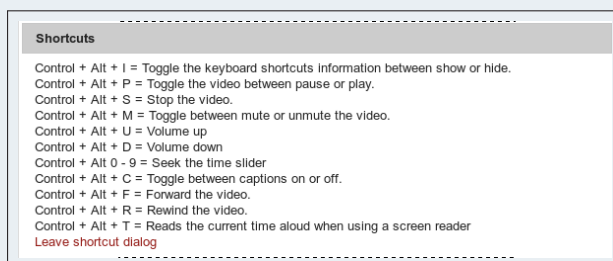 Shortcuts
Control + Alt + I = Toggle the keyboard shortcuts information between show or hide.
Control + Alt + P = Toggle the video between pause or play.
Control + Alt + S = Stop the video.
Control + Alt + M = Toggle between mute or unmute the video.
Control + Alt + U = Volume up
Control + Alt + D = Volume down
Control + Alt 0 - 9 = Seek the time slider
Control + Alt + C = Toggle between captions on or off.
Control + Alt + F = Forward the video.
Control + Alt + R = Rewind the video.
Control + Alt + T = Reads the current time aloud when using a screen reader
Leave shortcut dialog